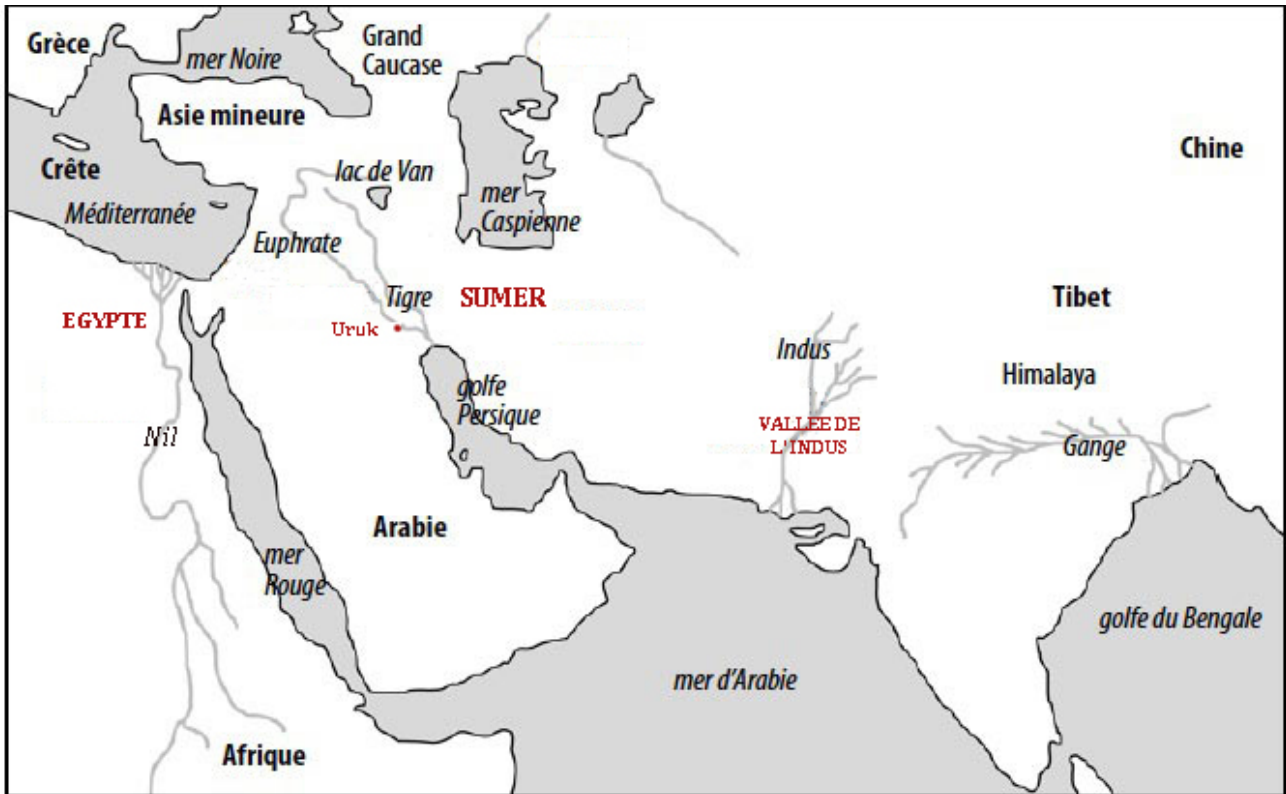 Grèce
mer Noire
Grand
Caucase
Asie mineure
Chine
Crête
lac de Van
Méditerranée
mer
Caspienne
Euphrate
EGYPTE
Tigre
SUMER
Tibet
Uruk
Indus
Himalaya
golfe
Persique
Nil
VALLEE DE
L'INDUS
Gange
Arabie
mer
Rouge
golfe du Bengale
mer d'Arabie
Afrique